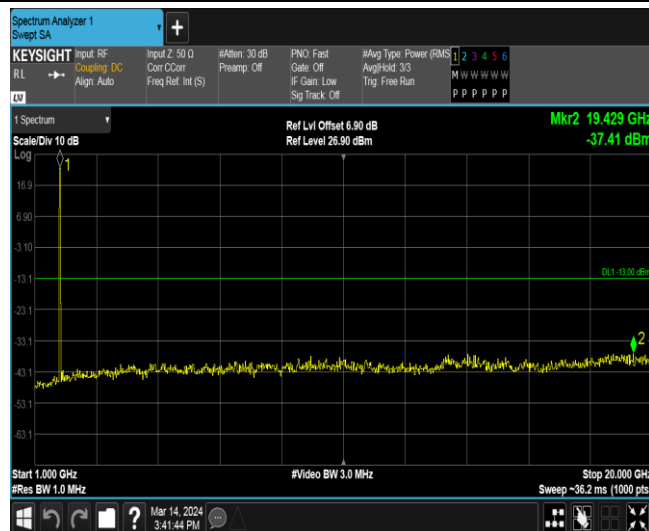 Spectrum Analyzer 1
Swept SA
+
KEYSIGHT
RL
LXI
Input: RF
Coupling: DC
Align: Auto
Input Z: 50 Ω
Corr CCorr
Freq Ref: Int (S)
#Atten: 30 dB
Preamp: Off
PNO: Fast
Gate: Off
IF Gain: Low
Sig Track: Off
#Avg Type: Power (RMS
Avg|Hold: 3/3
Trig: Free Run
1 2 3 4 5 6
M W W W W W
P P P P P P
1 Spectrum
Scale/Div 10 dB
Log
Ref Lvl Offset 6.90 dB
Ref Level 26.90 dBm
Mkr2 19.429 GHz
-37.41 dBm
1
16.9
6.90
-3.10
-13.1
DL1 -13.00 dBm
-23.1
-33.1
2
-43.1
-53.1
-63.1
Start 1.000 GHz
#Video BW 3.0 MHz
Stop 20.000 GHz
#Res BW 1.0 MHz
Sweep ~36.2 ms (1000 pts
?
Mar 14, 2024
3:41:44 PM